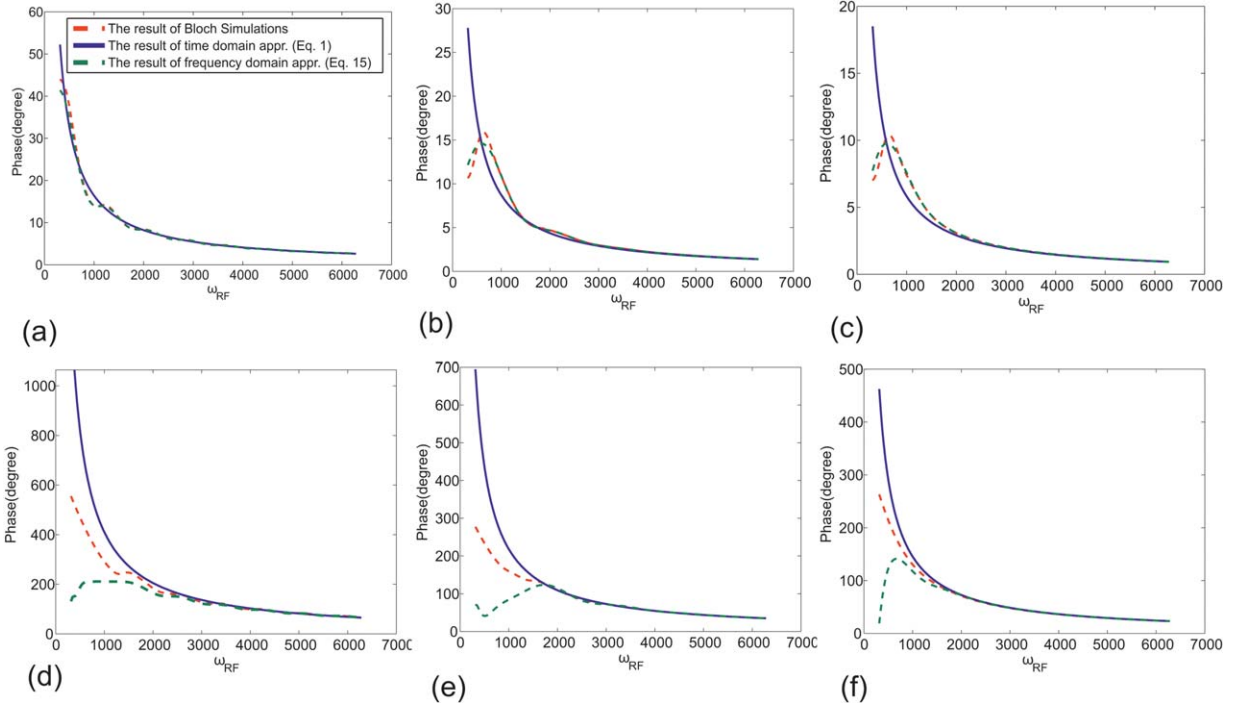 The result of Bloch Simulations
The result of time domain appr. (Eq. 1)
The result of frequency domain appr. (Eq. 15)
Phase(degree)
60
50
40
30
20
10
0
0 1000 2000 3000 4000 5000 6000 7000
ωRF
(a)
Phase(degree)
30
25
20
15
10
5
0
0 1000 2000 3000 4000 5000 6000 7000
ωRF
(b)
Phase(degree)
20
15
10
5
0
0 1000 2000 3000 4000 5000 6000 7000
ωRF
(c)
Phase(degree)
1000
800
600
400
200
0
0 1000 2000 3000 4000 5000 6000 700
ωRF
(d)
Phase(degree)
700
600
500
400
300
200
100
0
0 1000 2000 3000 4000 5000 6000 7000
ωRF
(e)
Phase(degree)
500
400
300
200
100
0
0 1000 2000 3000 4000 5000 6000 7000
ωRF
(f)